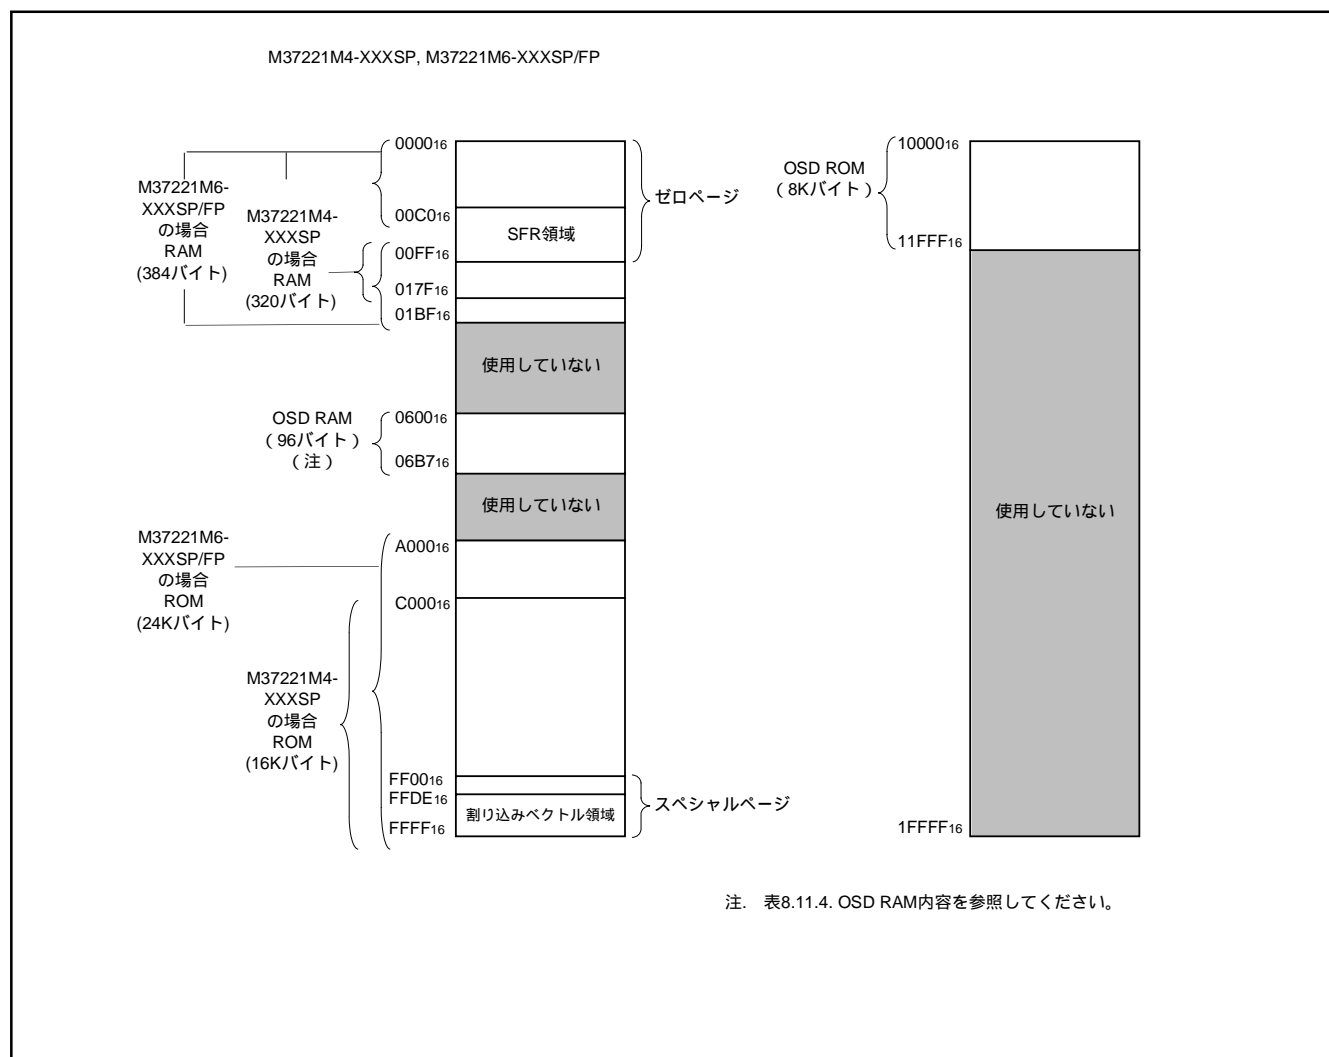 M37221M4-XXXSP, M37221M6-XXXSP/FP
M37221M6-
XXXSP/FP
の場合
RAM
(384バイト)
M37221M4-
XXXSP
の場合
RAM
(320バイト)
000016
00C016
00FF16
017F16
01BF16
SFR領域
ゼロページ
使用していない
OSD RAM
(96バイト)
(注)
060016
06B716
使用していない
M37221M6-
XXXSP/FP
の場合
ROM
(24Kバイト)
M37221M4-
XXXSP
の場合
ROM
(16Kバイト)
A00016
C00016
FF0016
FFDE16
FFFF16
割り込みベクトル領域
スペシャルページ
OSD ROM
(8Kバイト)
1000016
11FFF16
使用していない
1FFFF16
注. 表8.11.4. OSD RAM内容を参照してください。